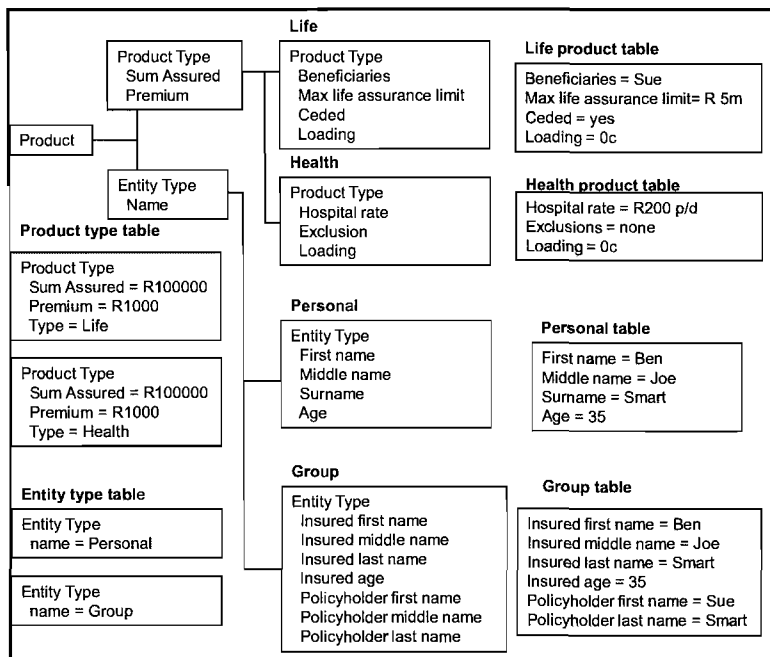 Life
Product Type
Sum Assured
Premium
Product Type
Beneficiaries
Max life assurance limit
Ceded
Loading
Life product table
Beneficiaries = Sue
Max life assurance limit= R 5m
Ceded = yes
Loading = 0c
Product
Entity Type
Name
Health
Product Type
Hospital rate
Exclusion
Loading
Health product table
Hospital rate = R200 p/d
Exclusions = none
Loading = 0c
Product type table
Product Type
Sum Assured = R100000
Premium = R1000
Type = Life
Product Type
Sum Assured = R100000
Premium = R1000
Type = Health
Personal
Entity Type
First name
Middle name
Surname
Age
Personal table
First name = Ben
Middle name = Joe
Surname = Smart
Age = 35
Entity type table
Entity Type
name = Personal
Entity Type
name = Group
Group
Entity Type
Insured first name
Insured middle name
Insured last name
Insured age
Policyholder first name
Policyholder middle name
Policyholder last name
Group table
Insured first name = Ben
Insured middle name = Joe
Insured last name = Smart
Insured age = 35
Policyholder first name = Sue
Policyholder last name = Smart